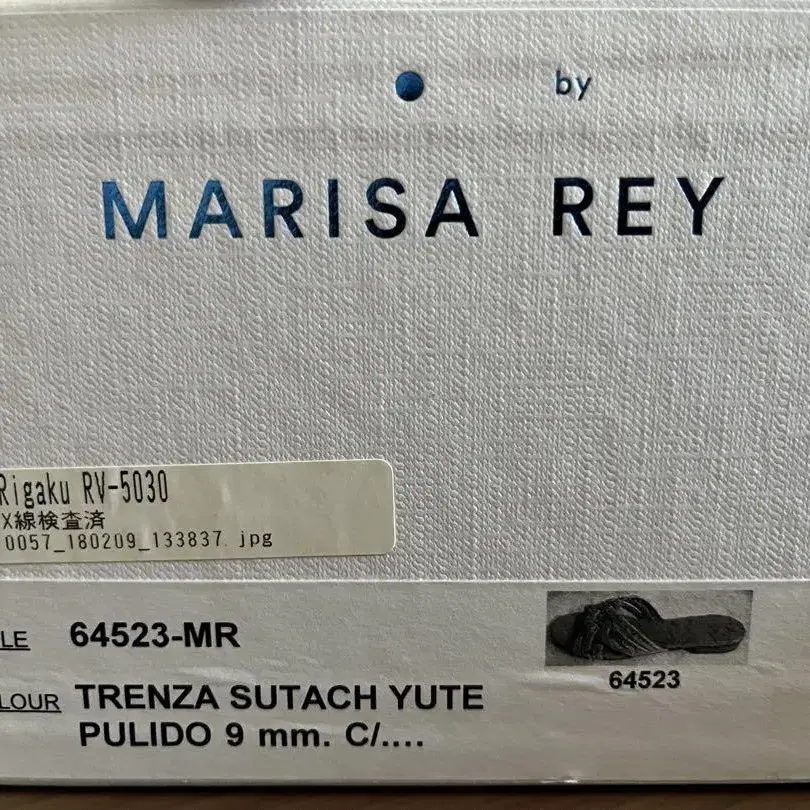 by
MARISA REY
Rigaku RV-5030
X線検査済
0057_180209_133837.jpg
LE 64523-MR
64523
LOUR TRENZA SUTACH YUTE
PULIDO 9 mm. C/....